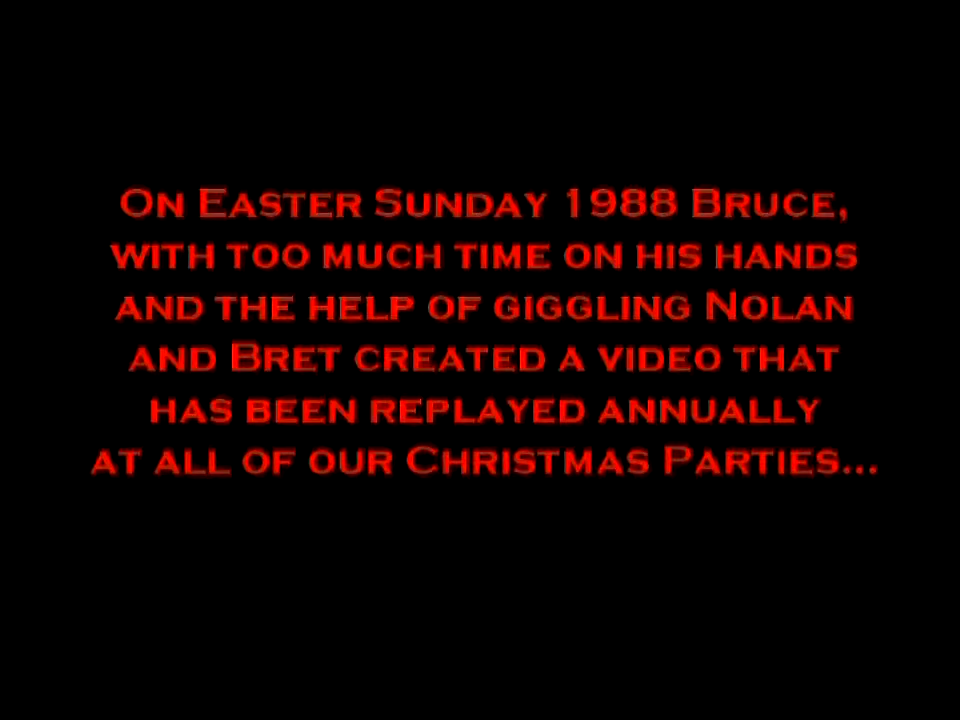 On Easter Sunday 1988 Bruce,
with too much time on his hands
and the help of giggling Nolan
and Bret created a video that
has been replayed annually
at all of our Christmas Parties...